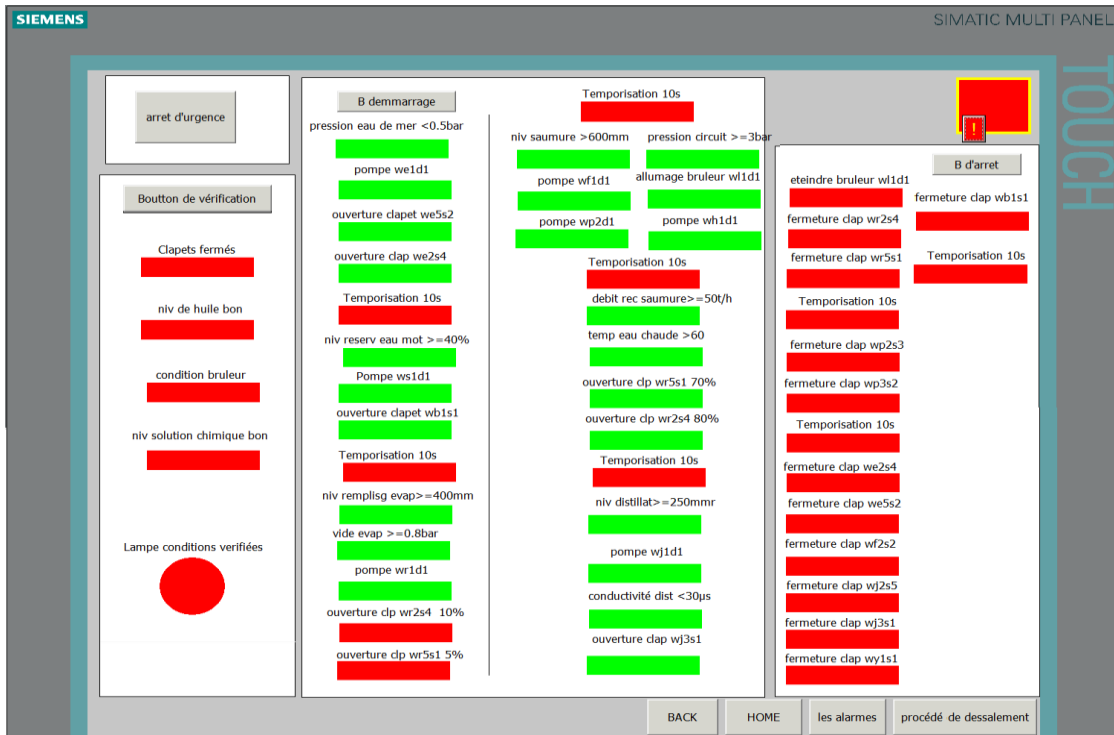 SIEMENS
SIMATIC MULTI PANEL
TOUCH
arret d'urgence
Boutton de vérification
Clapets fermés
niv de huile bon
condition bruleur
niv solution chimique bon
Lampe conditions verifiées
B demmarrage
pression eau de mer <0.5bar
pompe we1d1
ouverture clapet we5s2
ouverture clap we2s4
Temporisation 10s
niv reserv eau mot >=40%
Pompe ws1d1
ouverture clapet wb1s1
Temporisation 10s
niv remplisg evap>=400mm
vide evap >=0.8bar
pompe wr1d1
ouverture clp wr2s4 10%
ouverture clp wr5s1 5%
Temporisation 10s
niv saumure >600mm
pression circuit >=3bar
pompe wf1d1
allumage bruleur wl1d1
pompe wp2d1
pompe wh1d1
Temporisation 10s
debit rec saumure>=50t/h
temp eau chaude >60
ouverture clp wr5s1 70%
ouverture clp wr2s4 80%
Temporisation 10s
niv distillat>=250mmr
pompe wj1d1
conductivité dist <30µs
ouverture clap wj3s1
!
B d'arret
eteindre bruleur wl1d1
fermeture clap wb1s1
fermeture clap wr2s4
fermeture clap wr5s1
Temporisation 10s
Temporisation 10s
fermeture clap wp2s3
fermeture clap wp3s2
Temporisation 10s
fermeture clap we2s4
fermeture clap we5s2
fermeture clap wf2s2
fermeture clap wj2s5
fermeture clap wj3s1
fermeture clap wy1s1
BACK
HOME
les alarmes
procédé de dessalement